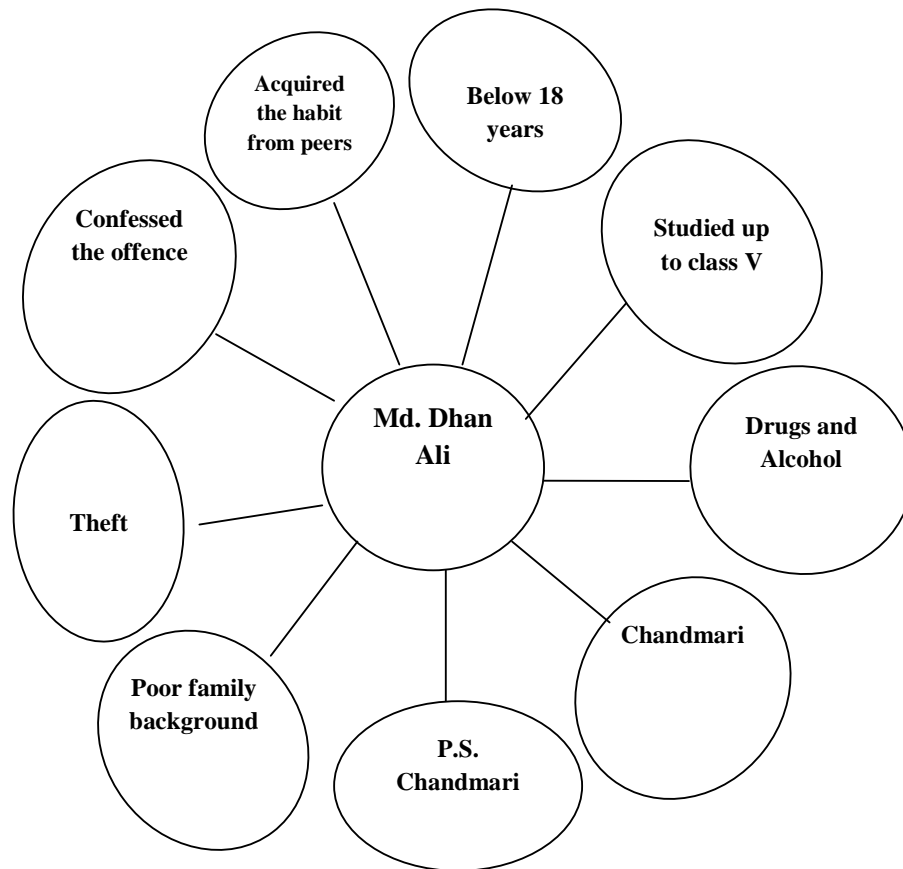 Acquired
the habit
from peers
Below 18
years
Confessed
the offence
Studied up
to class V
Md. Dhan
Ali
Drugs and
Alcohol
Theft
Chandmari
Poor family
background
P.S.
Chandmari